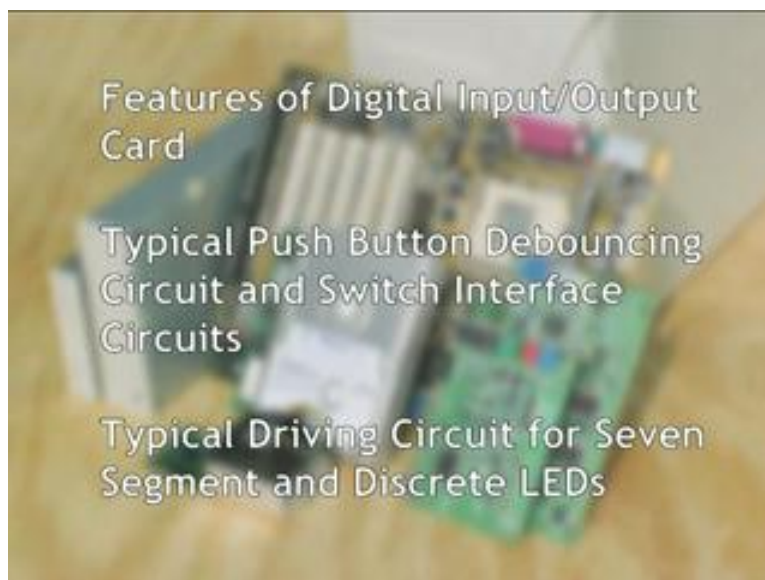 Features of Digital Input/Output
Card
Typical Push Button Debouncing
Circuit and Switch Interface
Circuits
Typical Driving Circuit for Seven
Segment and Discrete LEDs